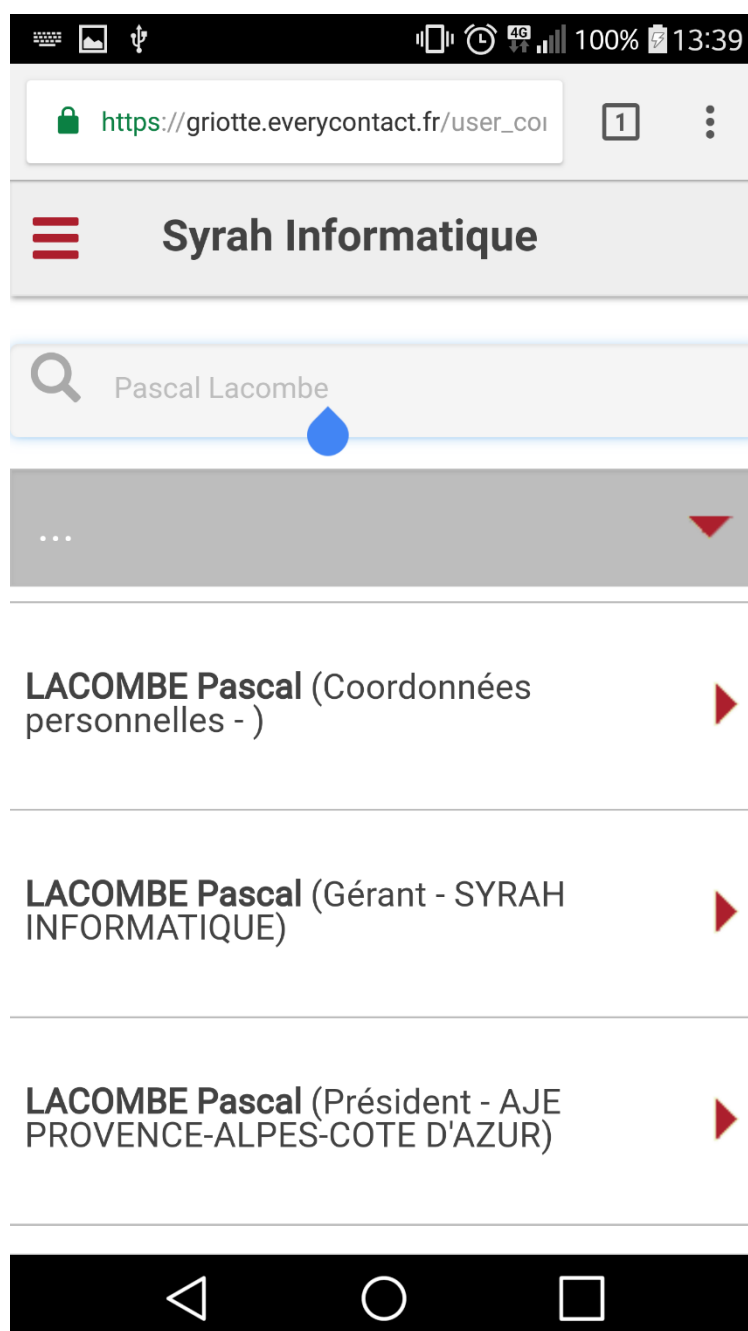 4G 100% 13:39
https://griotte.everycontact.fr/user_co
1
Syrah Informatique
Pascal Lacombe
...
LACOMBE Pascal (Coordonnées
personnelles - )
LACOMBE Pascal (Gérant - SYRAH
INFORMATIQUE)
LACOMBE Pascal (Président - AJE
PROVENCE-ALPES-COTE D'AZUR)